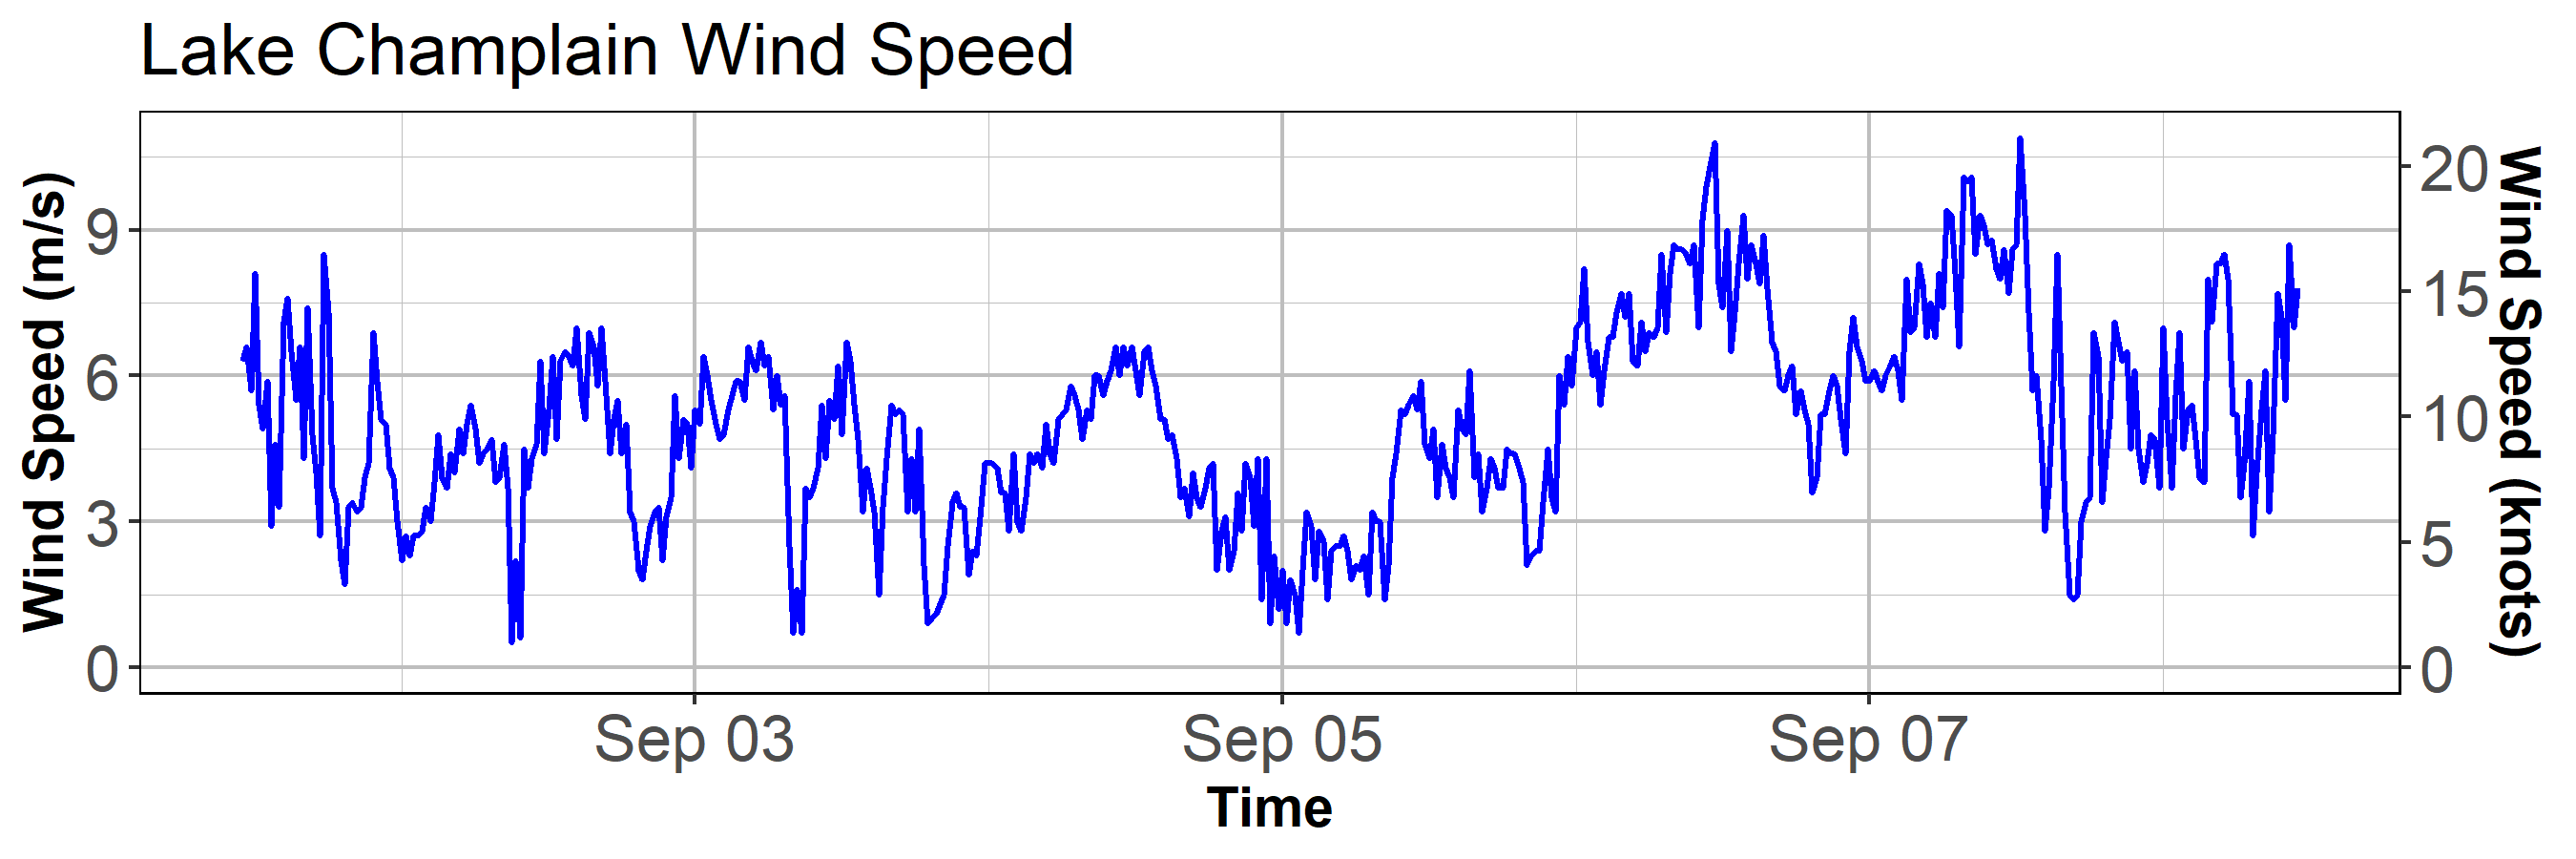 Lake Champlain Wind Speed
Wind Speed (m/s)
9
6
3
0
20
15
10
5
0
Wind Speed (knots)
Sep 03
Sep 05
Sep 07
Time